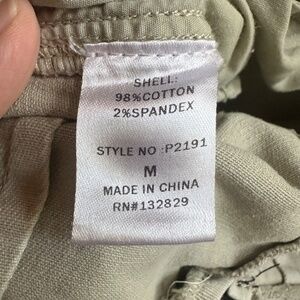 SHELL:
98%COTTON
2%SPANDEX
STYLE NO :P2191
M
MADE IN CHINA
RN#132829